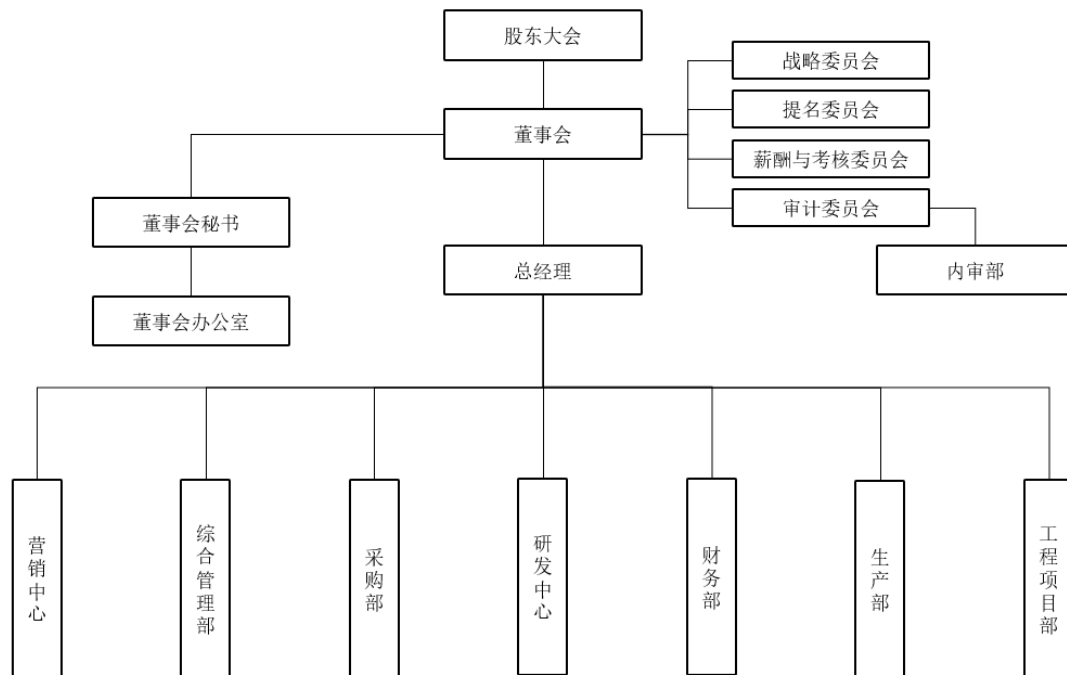 股东大会
战略委员会
提名委员会
董事会
薪酬与考核委员会
审计委员会
董事会秘书
总经理
内审部
董事会办公室
营销中心
综合管理部
采购部
研发中心
财务部
生产部
工程项目部